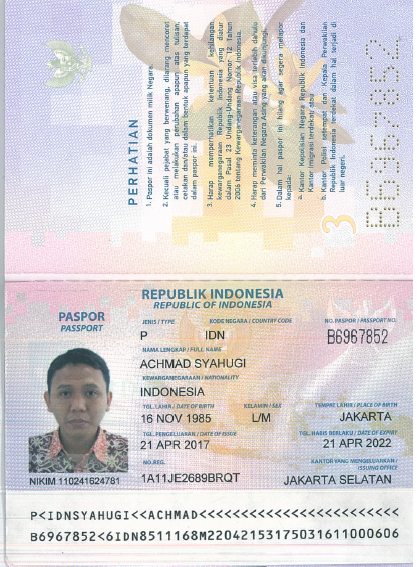 PERHATIAN
1. Paspor ini adalah dokumen milik Negara.
2. Kecuali pejabat yang berwenang, dilarang mencoret
atau melakukan perubahan apapun atas tulisan,
cetakan dan/atau dalam bentuk apapun yang terdapat
dalam paspor ini.
3. Harap memperhatikan ketentuan kehilangan
kewarganegaraan Republik Indonesia yang diatur
dalam Pasal 23 Undang-Undang Nomor 12 Tahun
2006 tentang Kewarganegaraan Republik Indonesia.
4. Harap meminta keterangan atau visa terlebih dahulu
dari Perwakilan Negara Asing yang akan dikunjungi.
5. Dalam hal paspor ini hilang agar segera melapor
kepada:
a. Kantor Kepolisian Negara Republik Indonesia dan
Kantor Imigrasi terdekat; atau
b. Kantor Polisi setempat dan Kepala Perwakilan
Republik Indonesia terdekat dalam hal terjadi di
luar negeri.
3
B6967852
REPUBLIK INDONESIA
REPUBLIC OF INDONESIA
PASPOR
PASSPORT
JENIS / TYPE KODE NEGARA / COUNTRY CODE NO. PASPOR / PASSPORT NO.
P IDN B6967852
NAMA LENGKAP / FULL NAME
ACHMAD SYAHUGI
KEWARGANEGARAAN / NATIONALITY
INDONESIA
TGL. LAHIR / DATE OF BIRTH KELAMIN / SEX TEMPAT LAHIR / PLACE OF BIRTH
16 NOV 1985 L/M JAKARTA
TGL. PENGELUARAN / DATE OF ISSUE TGL. HABIS BERLAKU / DATE OF EXPIRY
21 APR 2017 21 APR 2022
NO. REG. KANTOR YANG MENGELUARKAN /
ISSUING OFFICE
1A11JE2689BRQT JAKARTA SELATAN
NIKIM 110241624781
P<IDNSYAHUGI<<ACHMAD<<<<<<<<<<<<<<<<<<<<<<<<
B6967852<6IDN8511168M2204215317503161100​0606